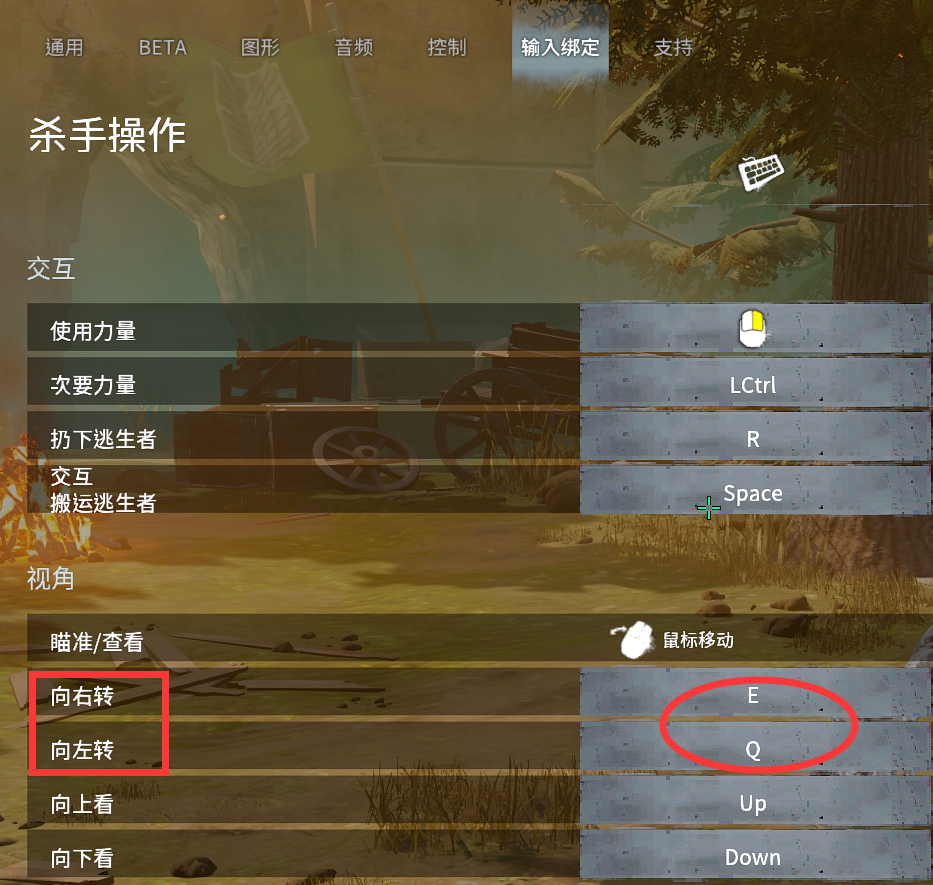 通用 BETA 图形 音频 控制 输入绑定 支持
杀手操作
交互
使用力量
次要力量 LCtrl
扔下逃生者 R
交互
搬运逃生者 Space
视角
瞄准/查看 鼠标移动
向右转 E
向左转 Q
向上看 Up
向下看 Down